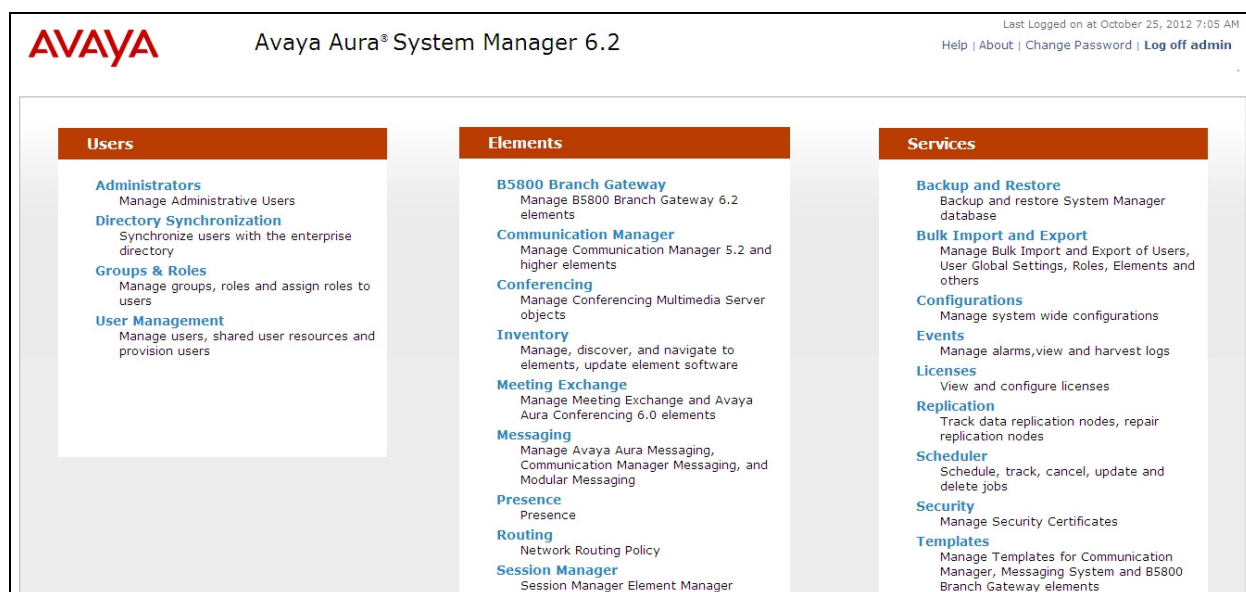 AVAYA
Avaya Aura® System Manager 6.2
Last Logged on at October 25, 2012 7:05 AM
Help | About | Change Password | Log off admin
Users
Administrators
Manage Administrative Users
Directory Synchronization
Synchronize users with the enterprise
directory
Groups & Roles
Manage groups, roles and assign roles to
users
User Management
Manage users, shared user resources and
provision users
Elements
B5800 Branch Gateway
Manage B5800 Branch Gateway 6.2
elements
Communication Manager
Manage Communication Manager 5.2 and
higher elements
Conferencing
Manage Conferencing Multimedia Server
objects
Inventory
Manage, discover, and navigate to
elements, update element software
Meeting Exchange
Manage Meeting Exchange and Avaya
Aura Conferencing 6.0 elements
Messaging
Manage Avaya Aura Messaging,
Communication Manager Messaging, and
Modular Messaging
Presence
Presence
Routing
Network Routing Policy
Session Manager
Session Manager Element Manager
Services
Backup and Restore
Backup and restore System Manager
database
Bulk Import and Export
Manage Bulk Import and Export of Users,
User Global Settings, Roles, Elements and
others
Configurations
Manage system wide configurations
Events
Manage alarms,view and harvest logs
Licenses
View and configure licenses
Replication
Track data replication nodes, repair
replication nodes
Scheduler
Schedule, track, cancel, update and
delete jobs
Security
Manage Security Certificates
Templates
Manage Templates for Communication
Manager, Messaging System and B5800
Branch Gateway elements